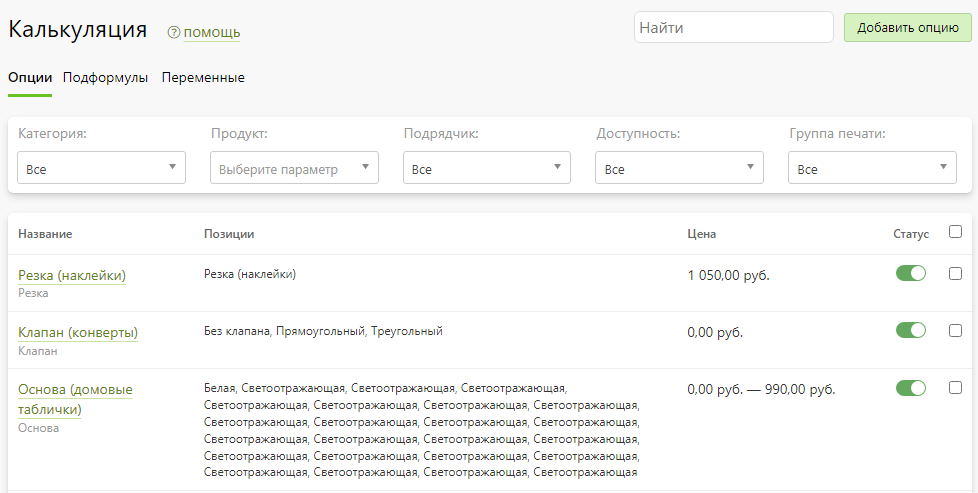 Калькуляция
? помощь
Найти
Добавить опцию
Опции Подформулы Переменные
Категория: Продукт: Подрядчик: Доступность: Группа печати:
Все Выберите параметр Все Все Все
Название Позиции Цена Статус
Резка (наклейки) Резка (наклейки) 1 050,00 руб.
Резка
Клапан (конверты) Без клапана, Прямоугольный, Треугольный 0,00 руб.
Клапан
Основа (домовые Белая, Светоотражающая, Светоотражающая, Светоотражающая, 0,00 руб. — 990,00 руб.
таблички) Светоотражающая, Светоотражающая, Светоотражающая, Светоотражающая,
Светоотражающая, Светоотражающая, Светоотражающая, Светоотражающая,
Основа Светоотражающая, Светоотражающая, Светоотражающая, Светоотражающая,
Светоотражающая, Светоотражающая, Светоотражающая, Светоотражающая,
Светоотражающая, Светоотражающая, Светоотражающая, Светоотражающая